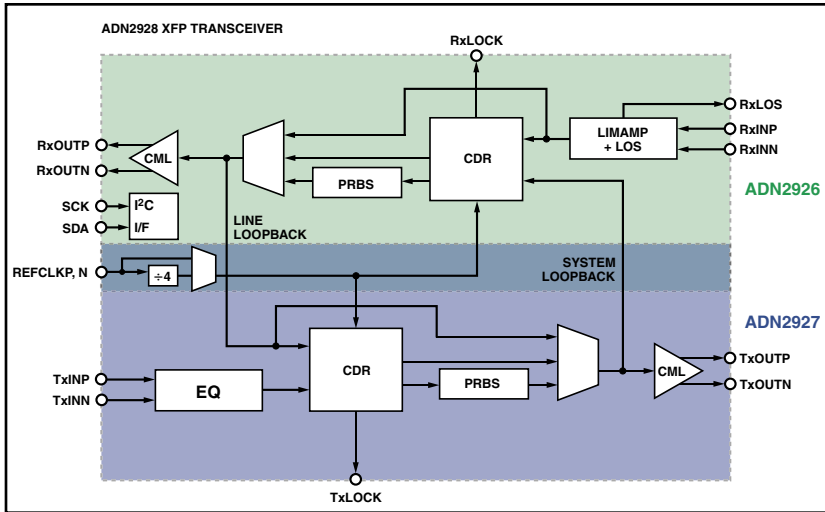 ADN2928 XFP TRANSCEIVER
RxLOCK
RxLOS
RxINP
RxINN
LIMAMP
+ LOS
CDR
PRBS
CML
RxOUTP
RxOUTN
SCK
SDA
I²C
I/F
LINE
LOOPBACK
ADN2926
REFCLKP, N
÷4
SYSTEM
LOOPBACK
ADN2927
TxINP
TxINN
EQ
CDR
PRBS
CML
TxOUTP
TxOUTN
TxLOCK